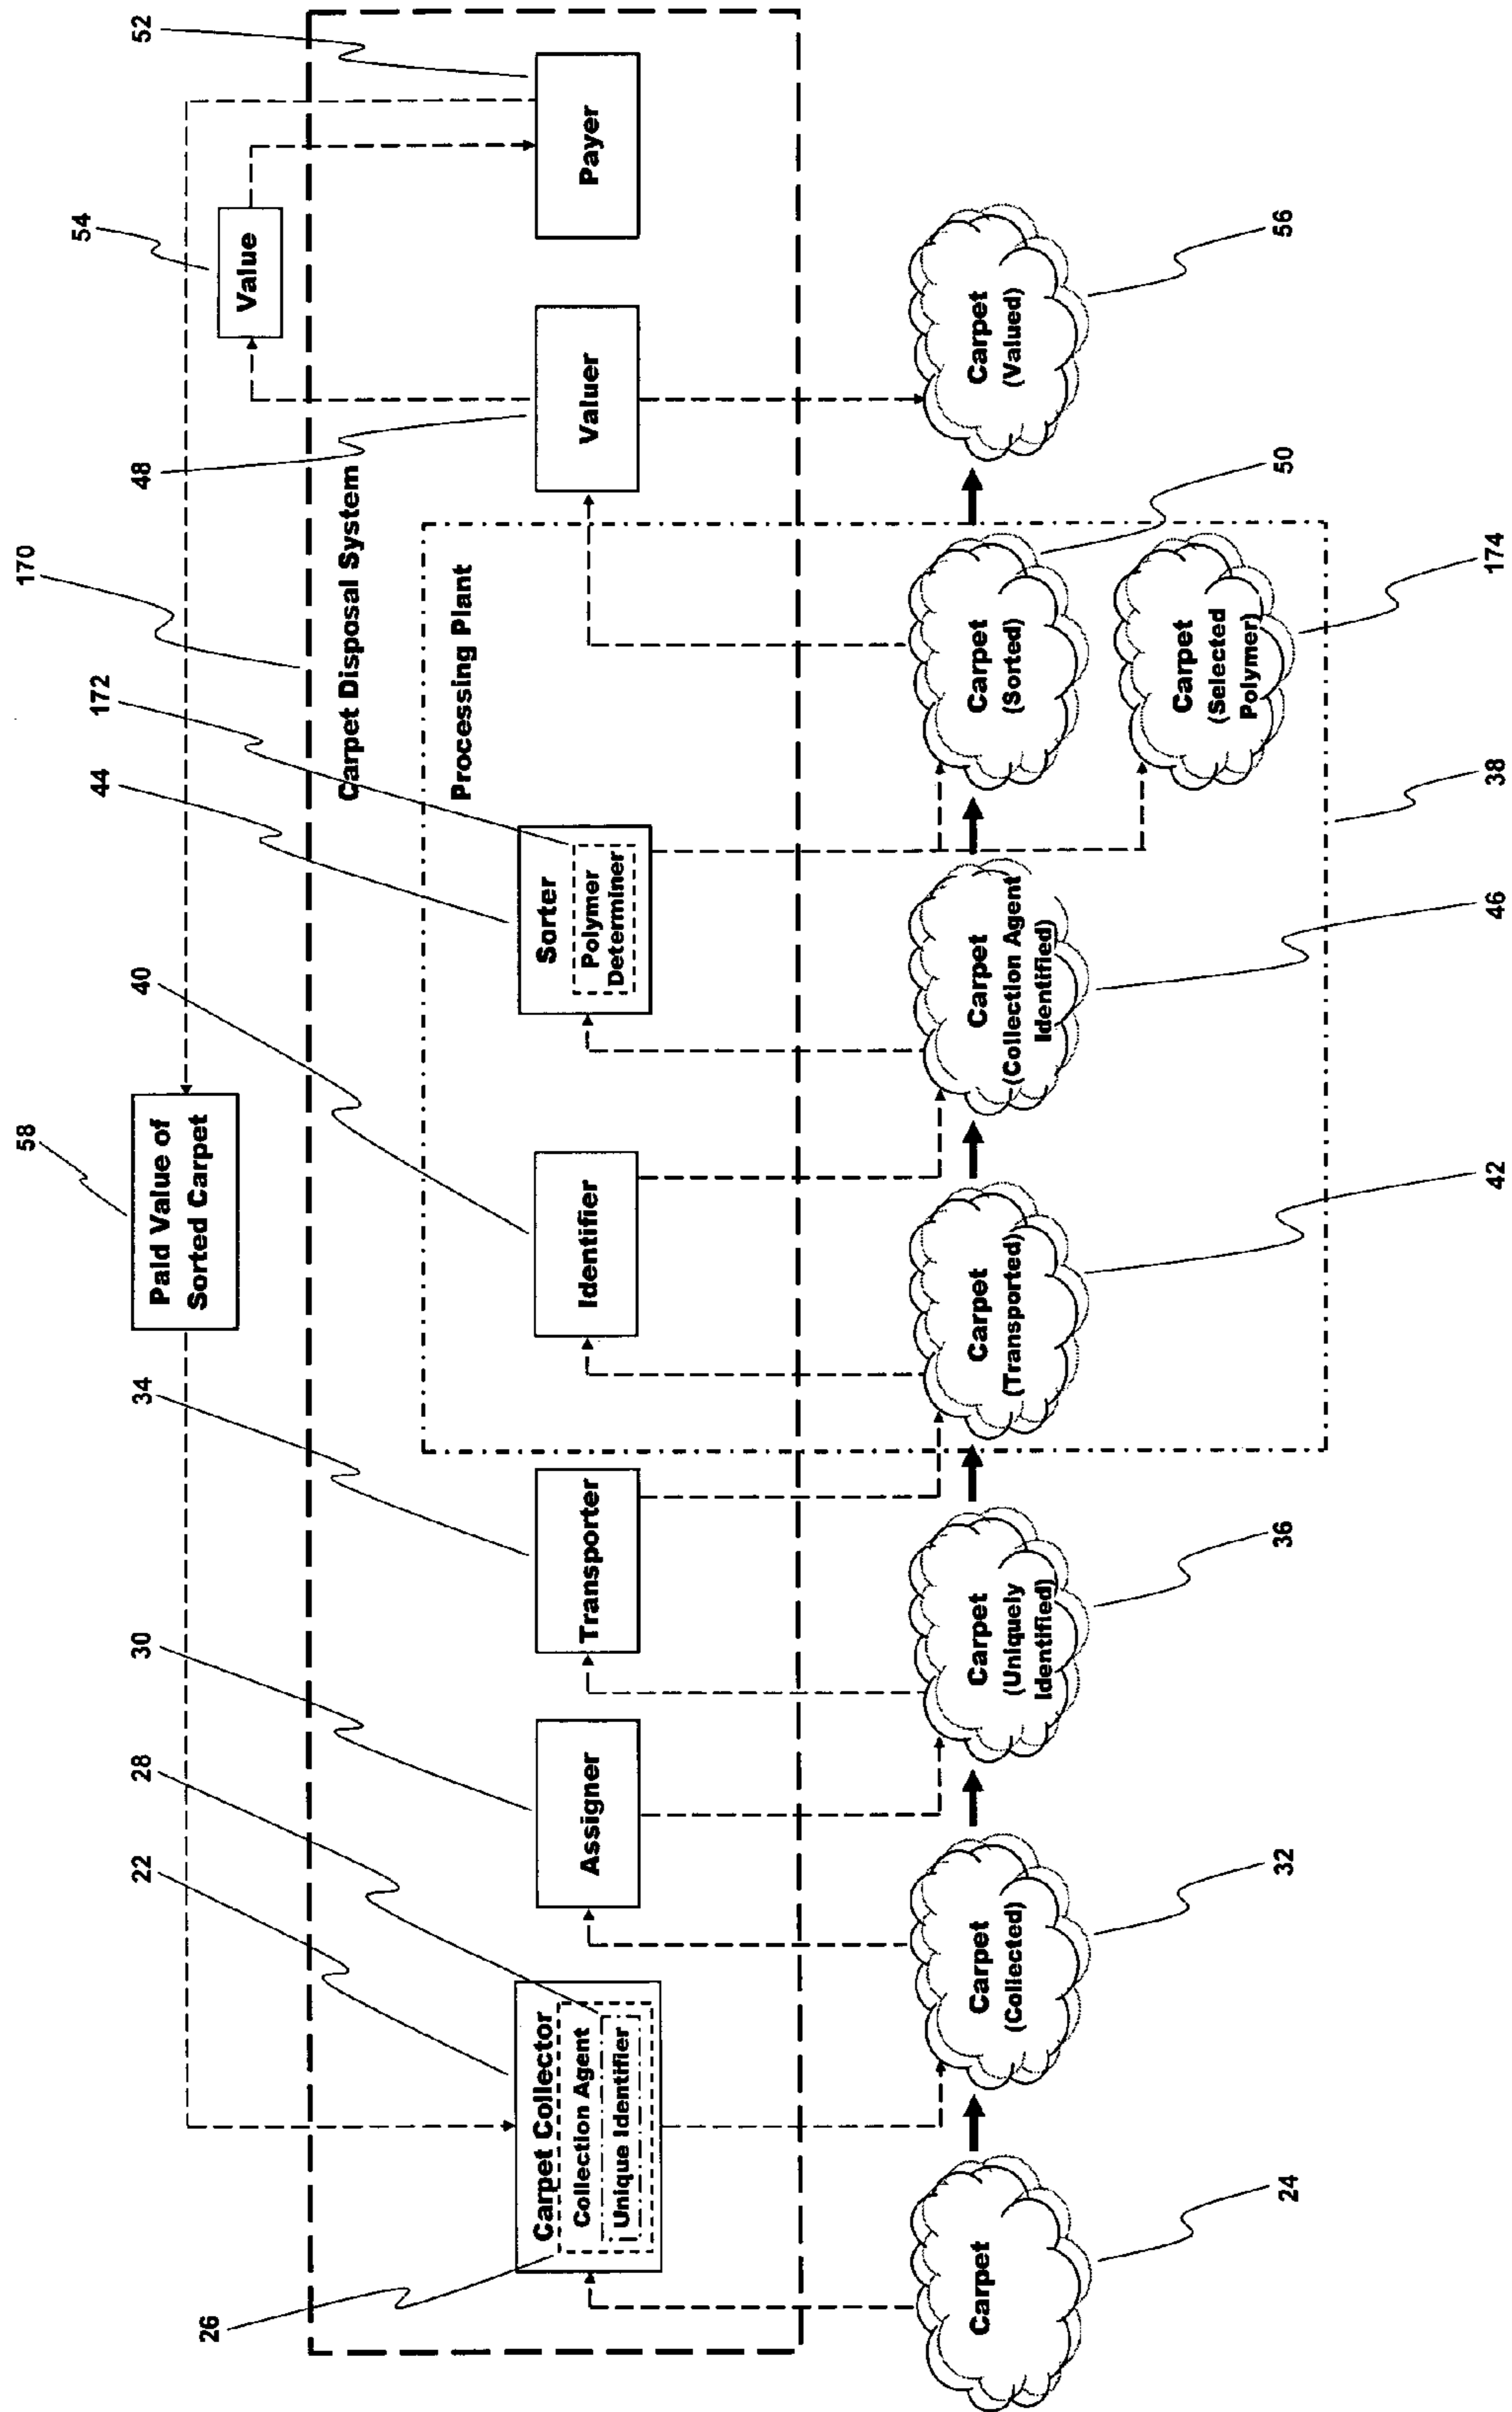 170
52
54
58
Value
Paid Value of
Sorted Carpet
Carpet Disposal System
172
44
40
48
34
30
28
22
26
Processing Plant
Carpet Collector
Collection Agent
Unique Identifier
Assigner
Transporter
Identifier
Sorter
Polymer
Determiner
Valuer
Payer
Carpet
Carpet
(Collected)
Carpet
(Uniquely
Identified)
Carpet
(Transported)
Carpet
(Collection Agent
Identified)
Carpet
(Sorted)
Carpet
(Valued)
Carpet
(Selected
Polymer)
24
32
36
42
46
38
50
174
56